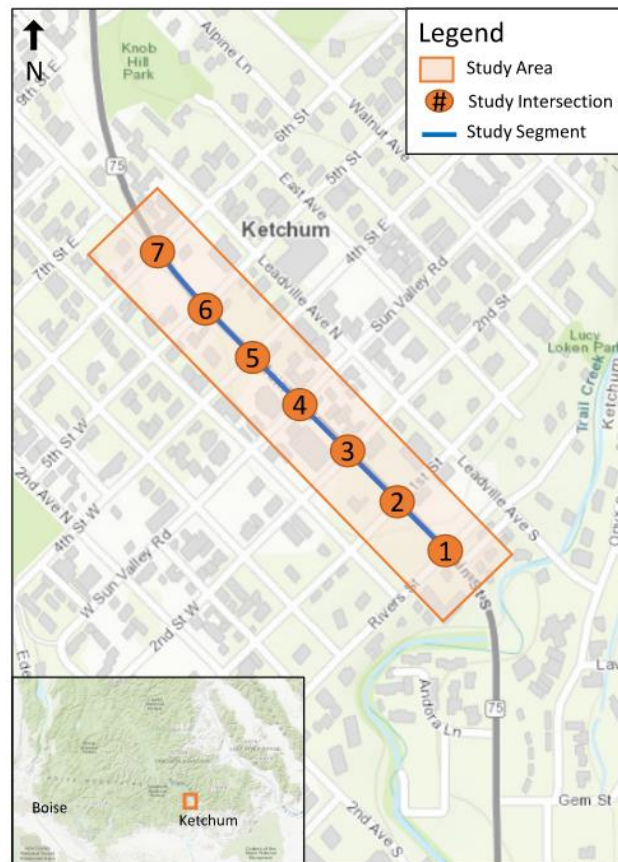 N
Legend
Study Area
# Study Intersection
Study Segment
Knob
Hill
Park
Alpine Ln
9th St E
75
6th St
Walnut Ave
5th St
East Ave
Ketchum
4th St E
7th St E
Leadville Ave N
Sun Valley Rd
2nd St
Lucy
Loken Park
Trail Creek
Ketchum
7
6
5
4
3
2
1
1st St
Leadville Ave S
5th St W
2nd Ave N
4th St W
W Sun Valley Rd
2nd St W
Rivers St
St S
Andora Ln
75
Gem St
2nd Ave S
Boise
Ketchum